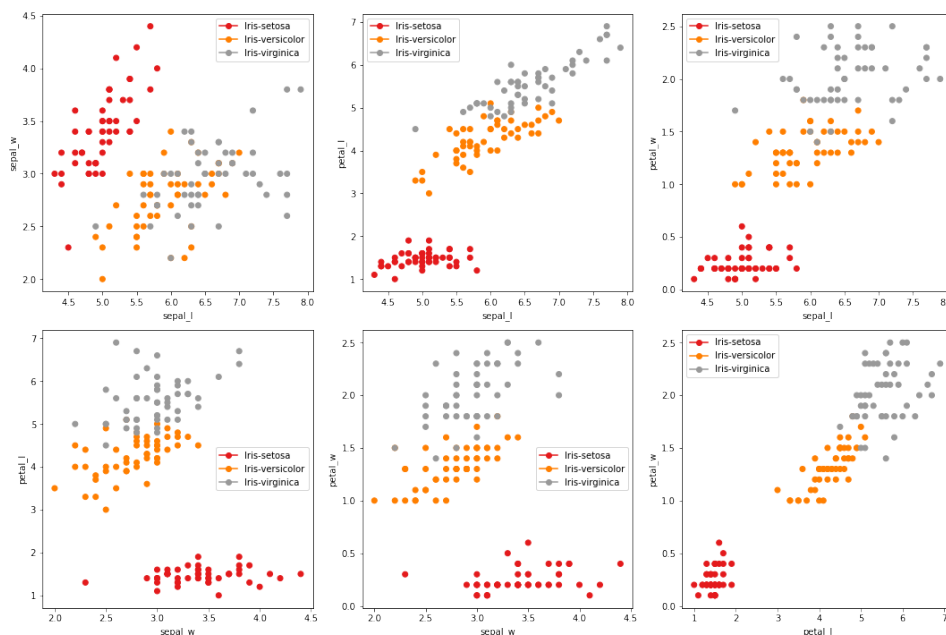 4.5
4.0
3.5
3.0
2.5
2.0
sepal_w
Iris-setosa
Iris-versicolor
Iris-virginica
4.5 5.0 5.5 6.0 6.5 7.0 7.5 8.0
sepal_l
7
6
5
4
3
2
1
petal_l
Iris-setosa
Iris-versicolor
Iris-virginica
4.5 5.0 5.5 6.0 6.5 7.0 7.5 8.0
sepal_l
2.5
2.0
1.5
1.0
0.5
0.0
petal_w
Iris-setosa
Iris-versicolor
Iris-virginica
4.5 5.0 5.5 6.0 6.5 7.0 7.5 8.0
sepal_l
7
6
5
4
3
2
1
petal_l
Iris-setosa
Iris-versicolor
Iris-virginica
2.0 2.5 3.0 3.5 4.0 4.5
sepal_w
2.5
2.0
1.5
1.0
0.5
0.0
petal_w
Iris-setosa
Iris-versicolor
Iris-virginica
2.0 2.5 3.0 3.5 4.0 4.5
sepal_w
2.5
2.0
1.5
1.0
0.5
0.0
petal_w
Iris-setosa
Iris-versicolor
Iris-virginica
1 2 3 4 5 6 7
petal_l